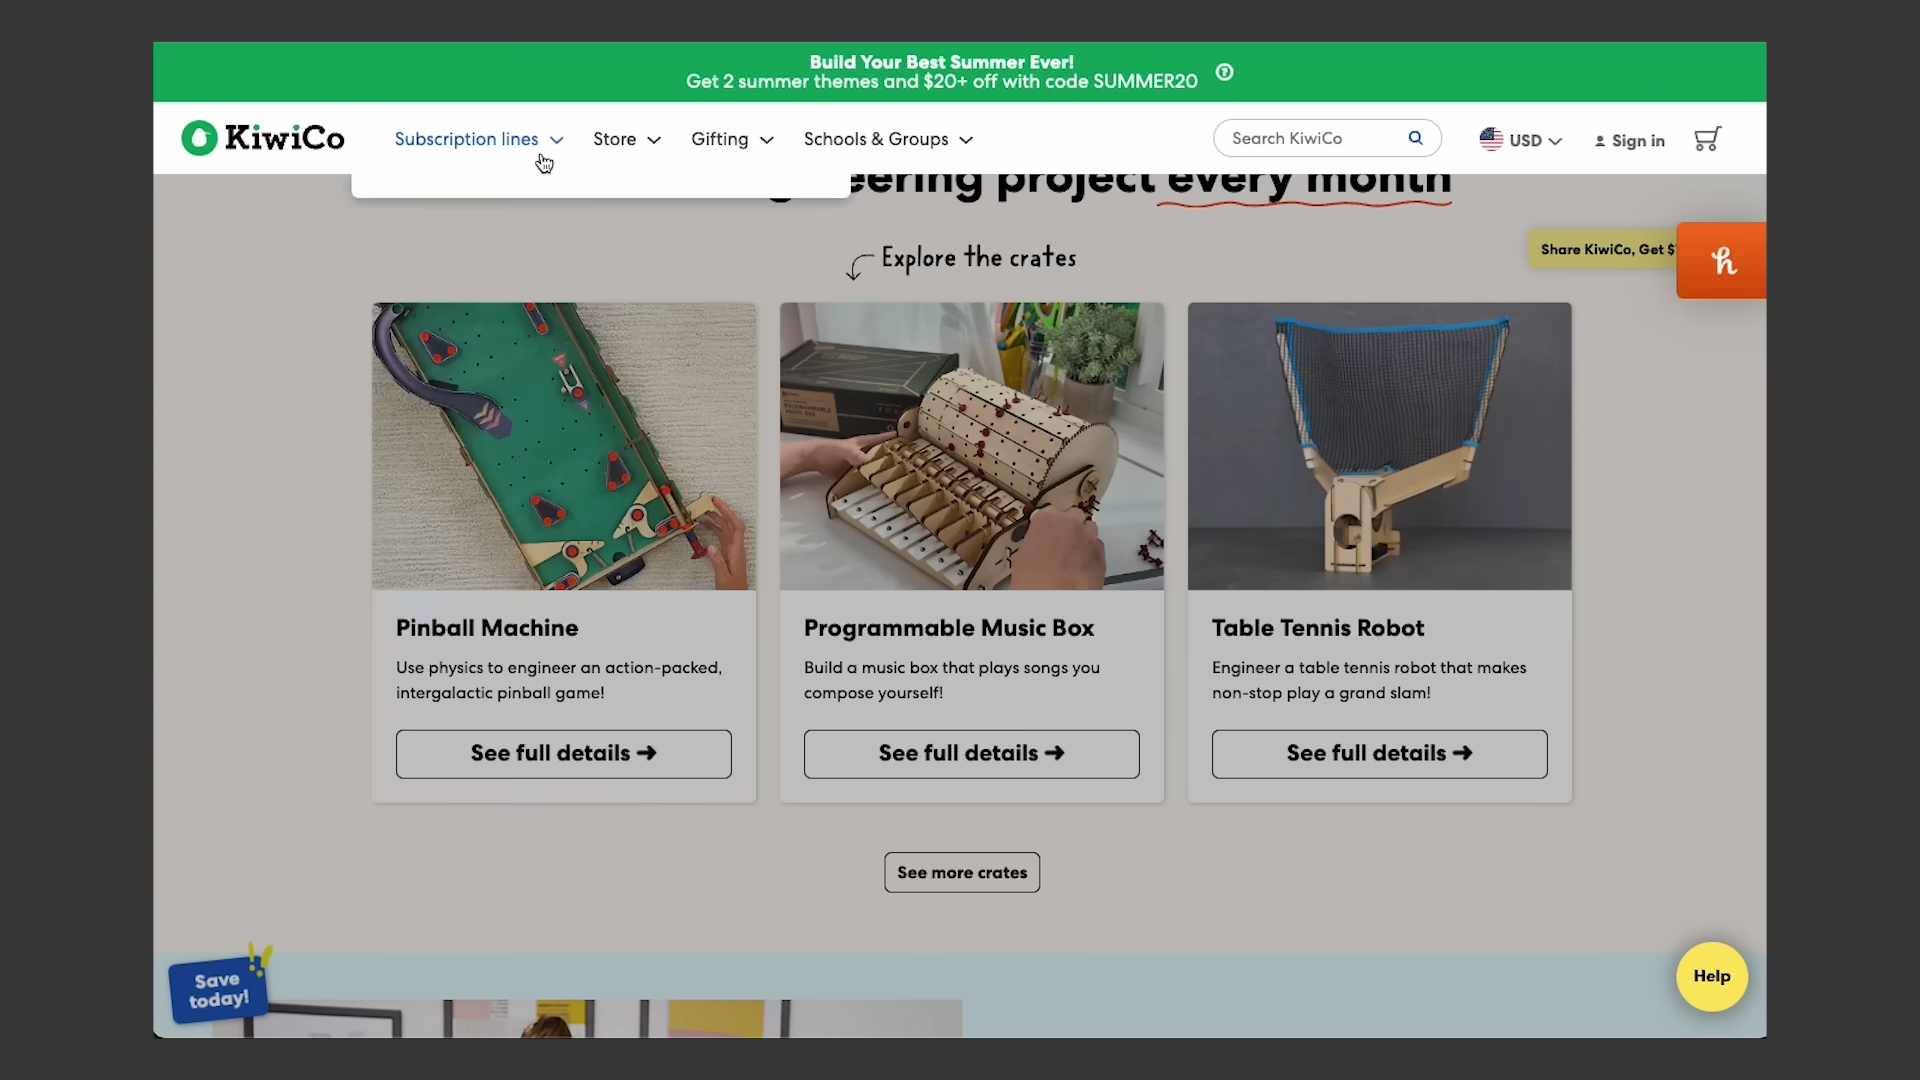 Build Your Best Summer Ever!
Get 2 summer themes and $20+ off with code SUMMER20
KiwiCo
Subscription lines
Store
Gifting
Schools & Groups
Search KiwiCo
USD
Sign in
project every month
Explore the crates
Share KiwiCo, Get $
h
Pinball Machine
Use physics to engineer an action-packed,
intergalactic pinball game!
See full details →
Programmable Music Box
Build a music box that plays songs you
compose yourself!
See full details →
Table Tennis Robot
Engineer a table tennis robot that makes
non-stop play a grand slam!
See full details →
See more crates
Save
today!
Help